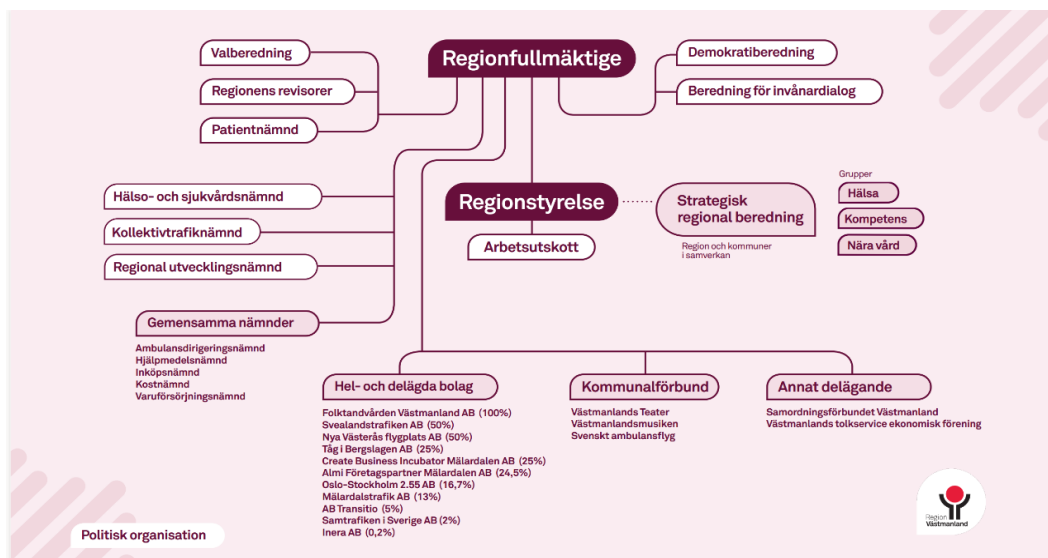 Regionfullmäktige
Valberedning
Regionens revisorer
Patientnämnd
Demokratiberedning
Beredning för invånardialog
Hälso- och sjukvårdsnämnd
Kollektivtrafiknämnd
Regional utvecklingsnämnd
Regionstyrelse
Arbetsutskott
Strategisk
regional beredning
Region och kommuner
i samverkan
Grupper
Hälsa
Kompetens
Nära vård
Gemensamma nämnder
Ambulansdirigeringsnämnd
Hjälpmedelsnämnd
Inköpsnämnd
Kostnämnd
Varuförsörjningsnämnd
Hel- och delägda bolag
Folktandvården Västmanland AB (100%)
Svealandstrafiken AB (50%)
Nya Västerås flygplats AB (50%)
Tåg i Bergslagen AB (25%)
Create Business Incubator Mälardalen AB (25%)
Almi Företagspartner Mälardalen AB (24,5%)
Oslo-Stockholm 2.55 AB (16,7%)
Mälardalstrafik AB (13%)
AB Transitio (5%)
Samtrafiken i Sverige AB (2%)
Inera AB (0,2%)
Kommunalförbund
Västmanlands Teater
Västmanlandsmusiken
Svenskt ambulansflyg
Annat delägande
Samordningsförbundet Västmanland
Västmanlands tolkservice ekonomisk förening
Politisk organisation
Region
Västmanland